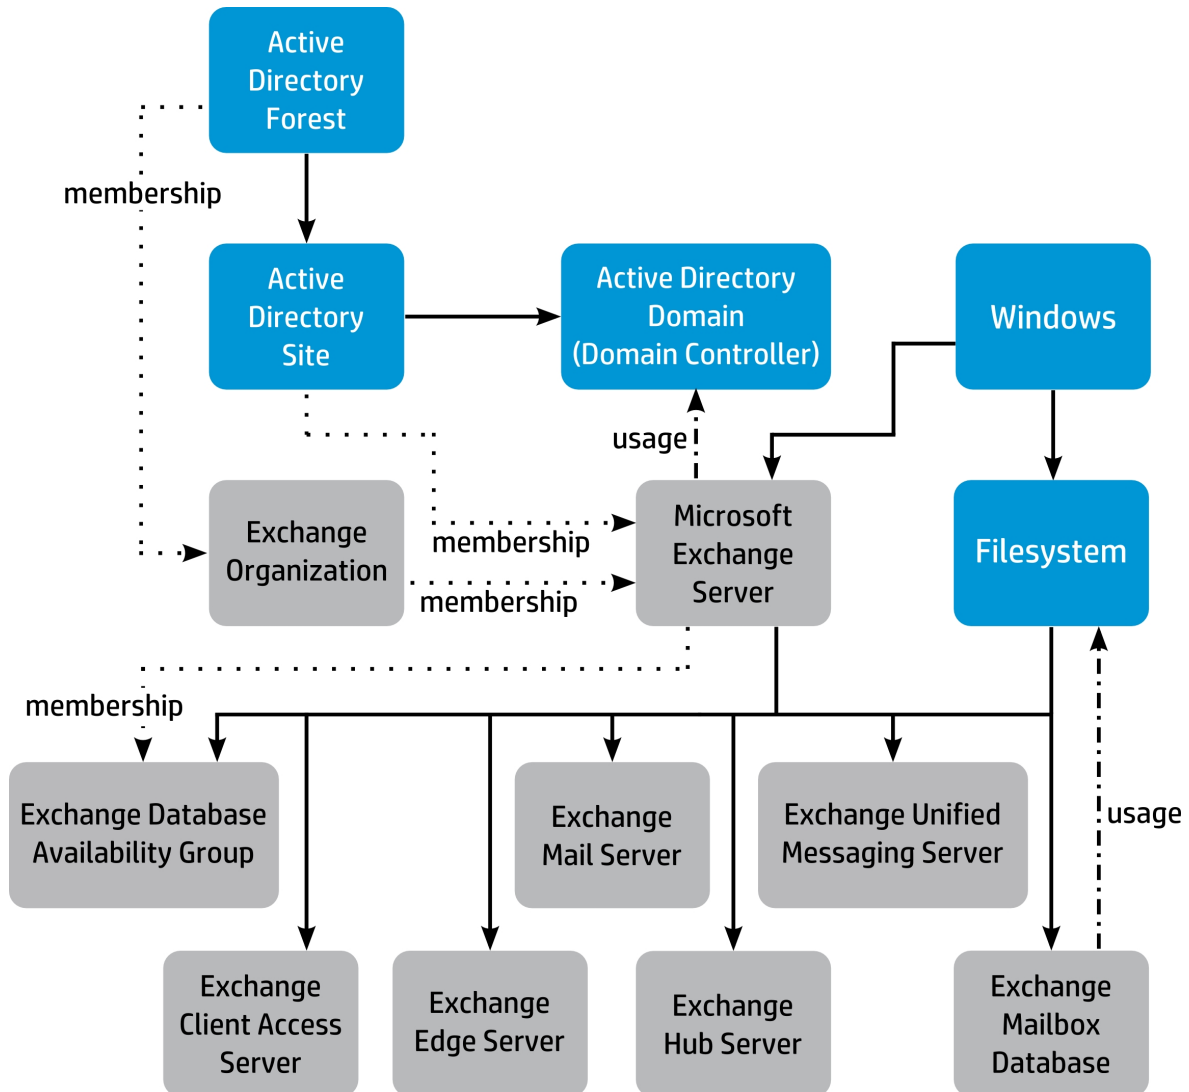 Active
Directory
Forest
membership
Active
Directory
Site
Active Directory
Domain
(Domain Controller)
Windows
usage
Exchange
Organization
membership
membership
Microsoft
Exchange
Server
Filesystem
membership
Exchange Database
Availability Group
Exchange
Mail Server
Exchange Unified
Messaging Server
usage
Exchange
Client Access
Server
Exchange
Edge Server
Exchange
Hub Server
Exchange
Mailbox
Database